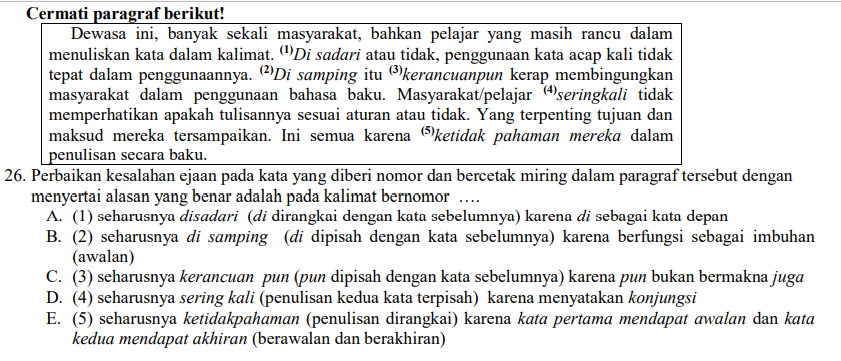 Cermati paragraf berikut!
Dewasa ini, banyak sekali masyarakat, bahkan pelajar yang masih rancu dalam
menuliskan kata dalam kalimat. (1)Di sadari atau tidak, penggunaan kata acap kali tidak
tepat dalam penggunaannya. (2)Di samping itu (3)kerancuanpun kerap membingungkan
masyarakat dalam penggunaan bahasa baku. Masyarakat/pelajar (4)seringkali tidak
memperhatikan apakah tulisannya sesuai aturan atau tidak. Yang terpenting tujuan dan
maksud mereka tersampaikan. Ini semua karena (5)ketidak pahaman mereka dalam
penulisan secara baku.
26. Perbaikan kesalahan ejaan pada kata yang diberi nomor dan bercetak miring dalam paragraf tersebut dengan
menyertai alasan yang benar adalah pada kalimat bernomor ….
A. (1) seharusnya disadari (di dirangkai dengan kata sebelumnya) karena di sebagai kata depan
B. (2) seharusnya di samping (di dipisah dengan kata sebelumnya) karena berfungsi sebagai imbuhan
(awalan)
C. (3) seharusnya kerancuan pun (pun dipisah dengan kata sebelumnya) karena pun bukan bermakna juga
D. (4) seharusnya sering kali (penulisan kedua kata terpisah) karena menyatakan konjungsi
E. (5) seharusnya ketidakpahaman (penulisan dirangkai) karena kata pertama mendapat awalan dan kata
kedua mendapat akhiran (berawalan dan berakhiran)